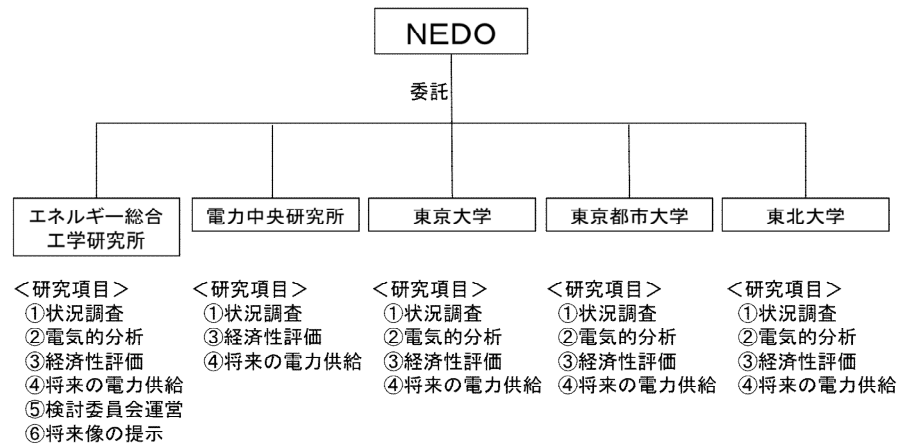 NEDO
委託
エネルギー総合
工学研究所
電力中央研究所
東京大学
東京都市大学
東北大学
＜研究項目＞
①状況調査
②電気的分析
③経済性評価
④将来の電力供給
⑤検討委員会運営
⑥将来像の提示
＜研究項目＞
①状況調査
③経済性評価
④将来の電力供給
＜研究項目＞
①状況調査
②電気的分析
③経済性評価
④将来の電力供給
＜研究項目＞
①状況調査
②電気的分析
③経済性評価
④将来の電力供給
＜研究項目＞
①状況調査
②電気的分析
③経済性評価
④将来の電力供給